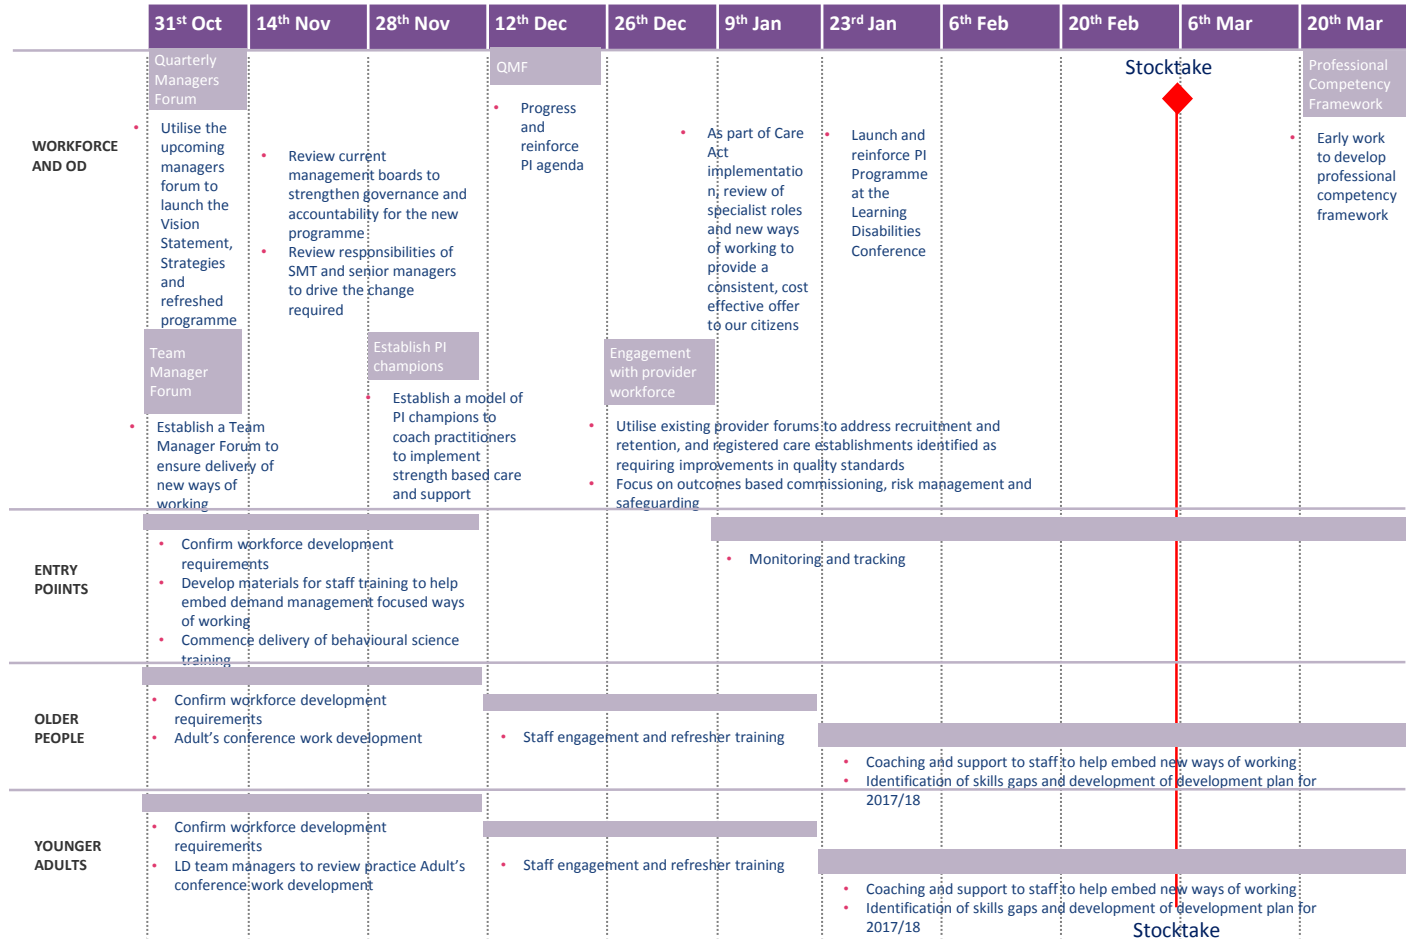 31st Oct
14th Nov
28th Nov
12th Dec
26th Dec
9th Jan
23rd Jan
6th Feb
20th Feb
6th Mar
20th Mar
WORKFORCE
AND OD
Quarterly
Managers
Forum
• Utilise the
upcoming
managers
forum to
launch the
Vision
Statement,
Strategies
and
refreshed
programme
• Review current
management boards to
strengthen governance and
accountability for the new
programme
• Review responsibilities of
SMT and senior managers
to drive the change
required
QMF
• Progress
and
reinforce
PI agenda
• As part of Care
Act
implementatio
n, review of
specialist roles
and new ways
of working to
provide a
consistent, cost
effective offer
to our citizens
• Launch and
reinforce PI
Programme
at the
Learning
Disabilities
Conference
Stocktake
Professional
Competency
Framework
• Early work
to develop
professional
competency
framework
Team
Manager
Forum
• Establish a Team
Manager Forum to
ensure delivery of
new ways of
working
Establish PI
champions
• Establish a model of
PI champions to
coach practitioners
to implement
strength based care
and support
Engagement
with provider
workforce
• Utilise existing provider forums to address recruitment and
retention, and registered care establishments identified as
requiring improvements in quality standards
• Focus on outcomes based commissioning, risk management and
safeguarding
ENTRY
POIINTS
• Confirm workforce development
requirements
• Develop materials for staff training to help
embed demand management focused ways
of working
• Commence delivery of behavioural science
training
• Monitoring and tracking
OLDER
PEOPLE
• Confirm workforce development
requirements
• Adult's conference work development
• Staff engagement and refresher training
• Coaching and support to staff to help embed new ways of working
• Identification of skills gaps and development of development plan for
2017/18
YOUNGER
ADULTS
• Confirm workforce development
requirements
• LD team managers to review practice Adult's
conference work development
• Staff engagement and refresher training
• Coaching and support to staff to help embed new ways of working
• Identification of skills gaps and development of development plan for
2017/18
Stocktake